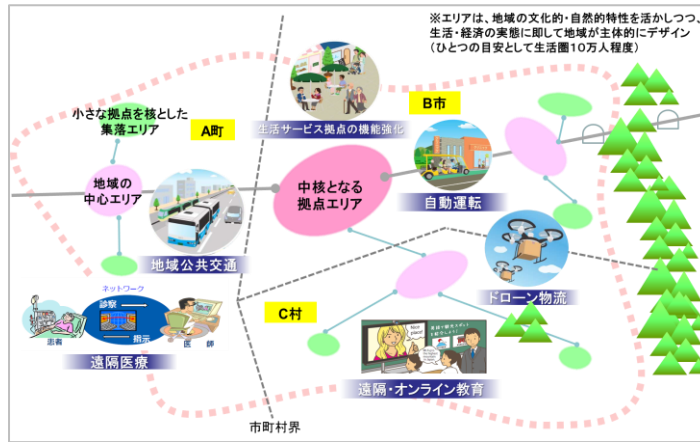 ※エリアは、地域の文化的・自然的特性を活かしつつ、
生活・経済の実態に即して地域が主体的にデザイン
（ひとつの目安として生活圏10万人程度）
小さな拠点を核とした
集落エリア
A町
生活サービス拠点の機能強化
B市
地域の
中心エリア
中核となる
拠点エリア
自動運転
地域公共交通
ドローン物流
ネットワーク
診察
指示
患者
医師
遠隔医療
C村
Nice
place!
遠隔・オンライン教育
市町村界